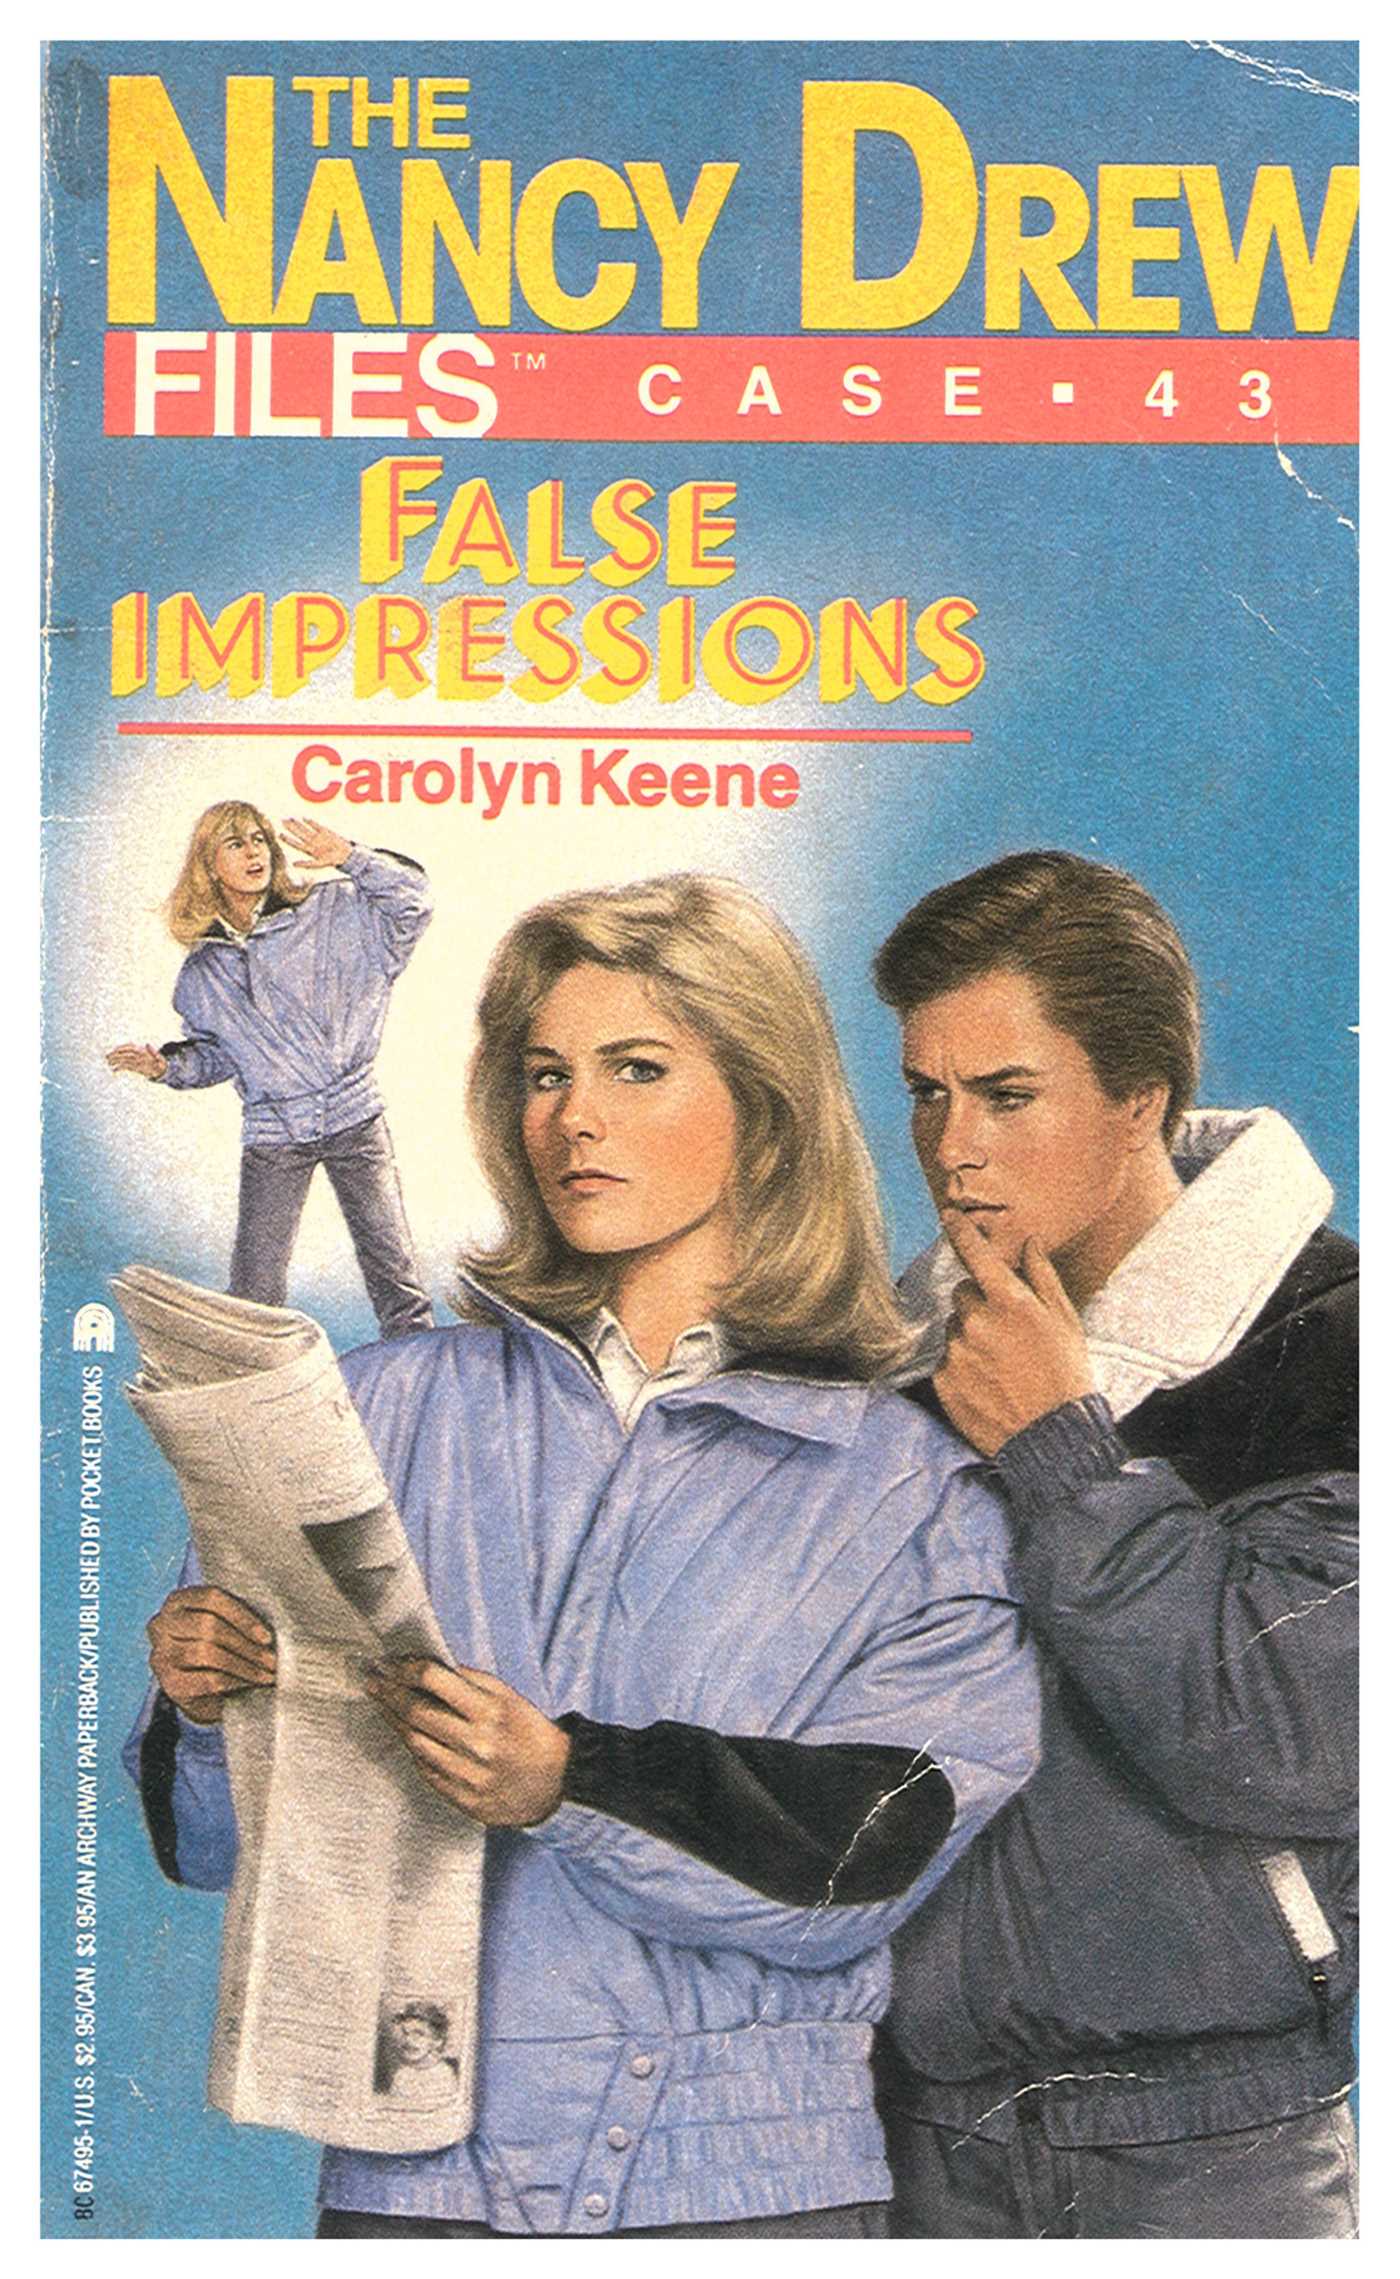 THE
NANCY DREW
FILES™ CASE ▪ 43
FALSE
IMPRESSIONS
Carolyn Keene
BC 67495-1/U.S. $2.95/CAN. $3.95/AN ARCHWAY PAPERBACK/PUBLISHED BY POCKET BOOKS